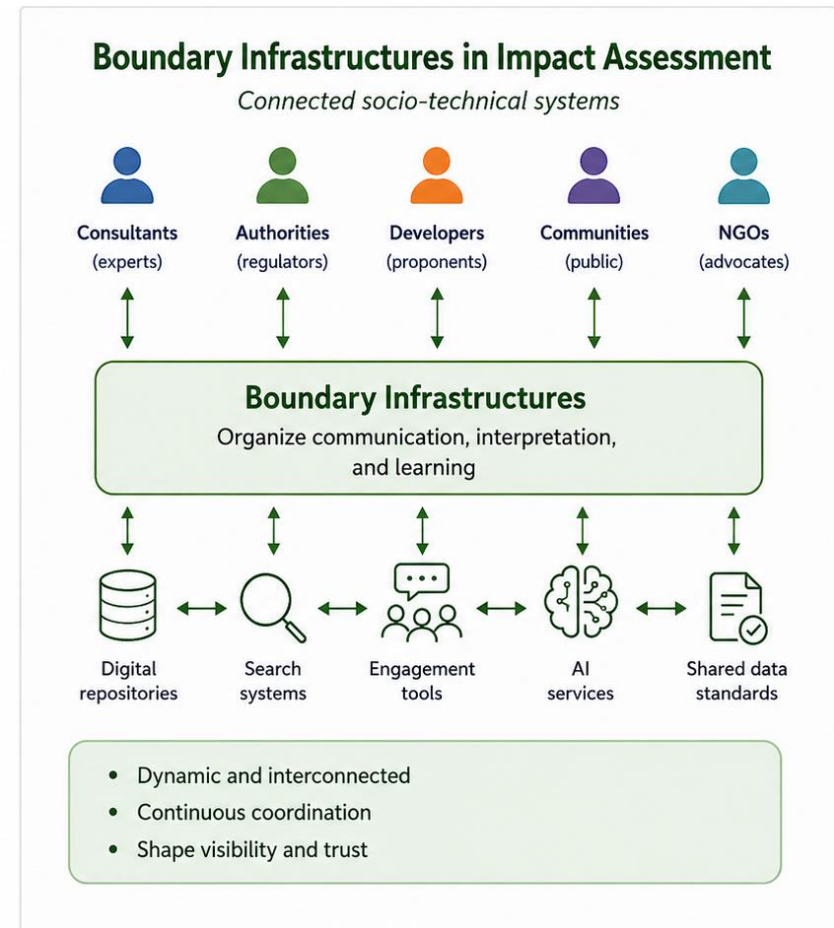 Boundary Infrastructures in Impact Assessment
Connected socio-technical systems
Consultants
(experts)
Authorities
(regulators)
Developers
(proponents)
Communities
(public)
NGOs
(advocates)
Boundary Infrastructures
Organize communication, interpretation,
and learning
Digital
repositories
Search
systems
Engagement
tools
AI
services
Shared data
standards
• Dynamic and interconnected
• Continuous coordination
• Shape visibility and trust